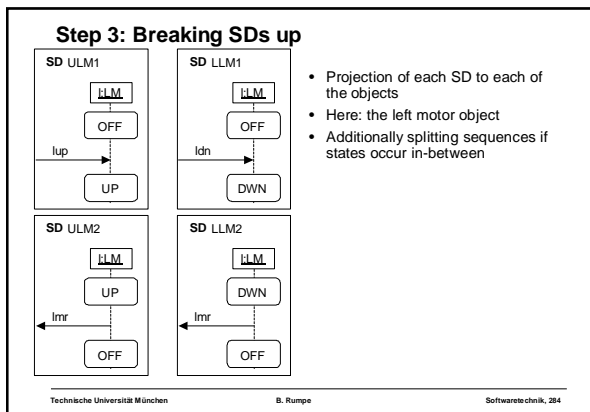 Step 3: Breaking SDs up
SD ULM1
l:LM
OFF
lup
UP
SD LLM1
l:LM
OFF
ldn
DWN
SD ULM2
l:LM
UP
lmr
OFF
SD LLM2
l:LM
DWN
lmr
OFF
• Projection of each SD to each of
the objects
• Here: the left motor object
• Additionally splitting sequences if
states occur in-between
Technische Universität München B. Rumpe Softwaretechnik, 284